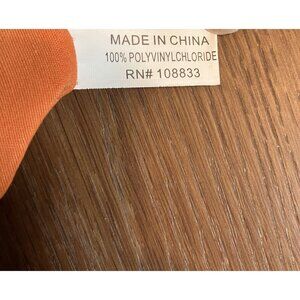 MADE IN CHINA
100% POLYVINYLCHLORIDE
RN# 108833